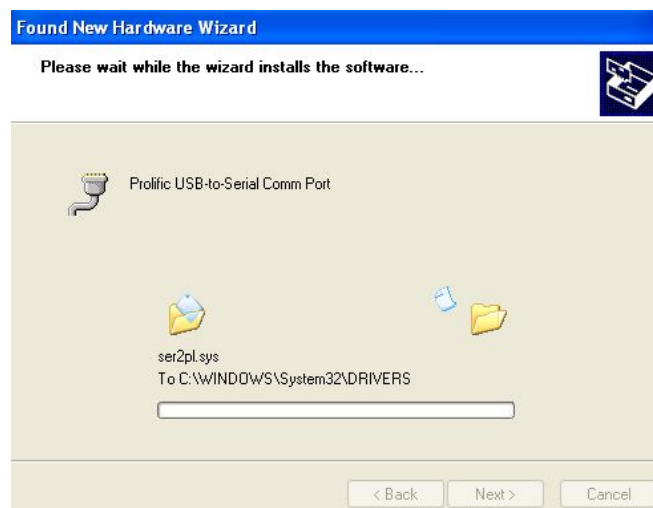 Found New Hardware Wizard
Please wait while the wizard installs the software...
Prolific USB-to-Serial Comm Port
ser2pl.sys
To C:\WINDOWS\System32\DRIVERS
< Back Next > Cancel